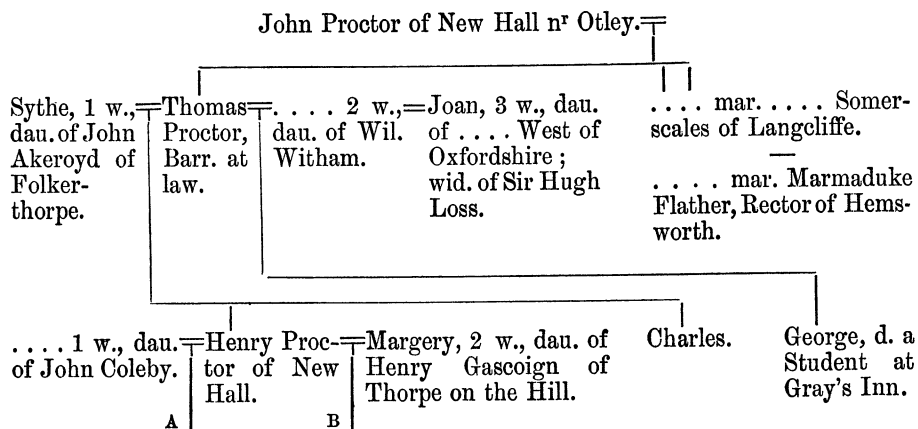 John Proctor of New Hall nʳ Otley.
Sythe, 1 w.,
dau. of John
Akeroyd of
Folker-
thorpe.
Thomas
Proctor,
Barr. at
law.
. . . . 2 w.,
dau. of Wil.
Witham.
Joan, 3 w., dau.
of . . . . West of
Oxfordshire ;
wid. of Sir Hugh
Loss.
. . . . mar. . . . . . Somer-
scales of Langcliffe.
—
. . . . mar. Marmaduke
Flather, Rector of Hems-
worth.
. . . . 1 w., dau.
of John Coleby.
Henry Proc-
tor of New
Hall.
Margery, 2 w., dau. of
Henry Gascoign of
Thorpe on the Hill.
Charles.
George, d. a
Student at
Gray's Inn.
A
B